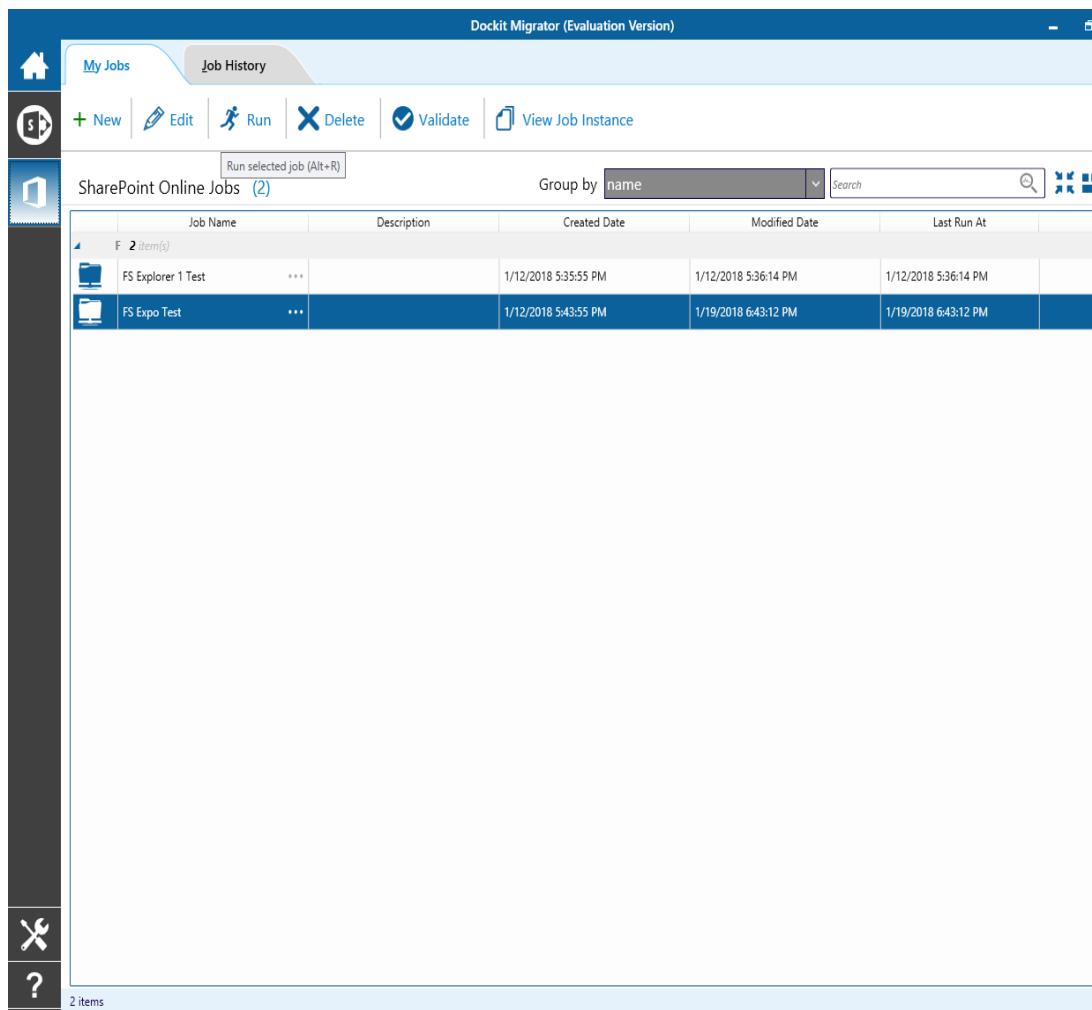 Dockit Migrator (Evaluation Version)
My Jobs Job History
+ New Edit Run Delete Validate View Job Instance
Run selected job (Alt+R)
SharePoint Online Jobs (2) Group by name Search
Job Name Description Created Date Modified Date Last Run At
F 2 item(s)
FS Explorer 1 Test ... 1/12/2018 5:35:55 PM 1/12/2018 5:36:14 PM 1/12/2018 5:36:14 PM
FS Expo Test ... 1/12/2018 5:43:55 PM 1/19/2018 6:43:12 PM 1/19/2018 6:43:12 PM
?
2 items